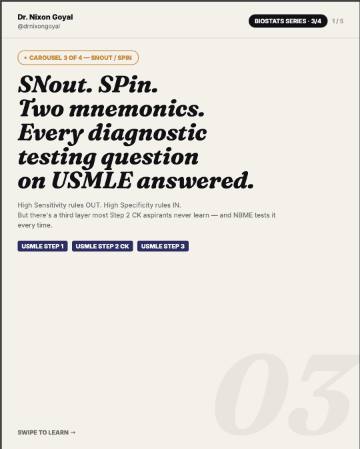 Dr. Nixon Goyal
@drnixongoyal
BIOSTATS SERIES · 3/4
1 / 5
• CAROUSEL 3 OF 4 — SNOUT / SPIN
SNout. SPin.
Two mnemonics.
Every diagnostic
testing question
on USMLE answered.
High Sensitivity rules OUT. High Specificity rules IN.
But there's a third layer most Step 2 CK aspirants never learn — and NBME tests it
every time.
USMLE STEP 1
USMLE STEP 2 CK
USMLE STEP 3
03
SWIPE TO LEARN →